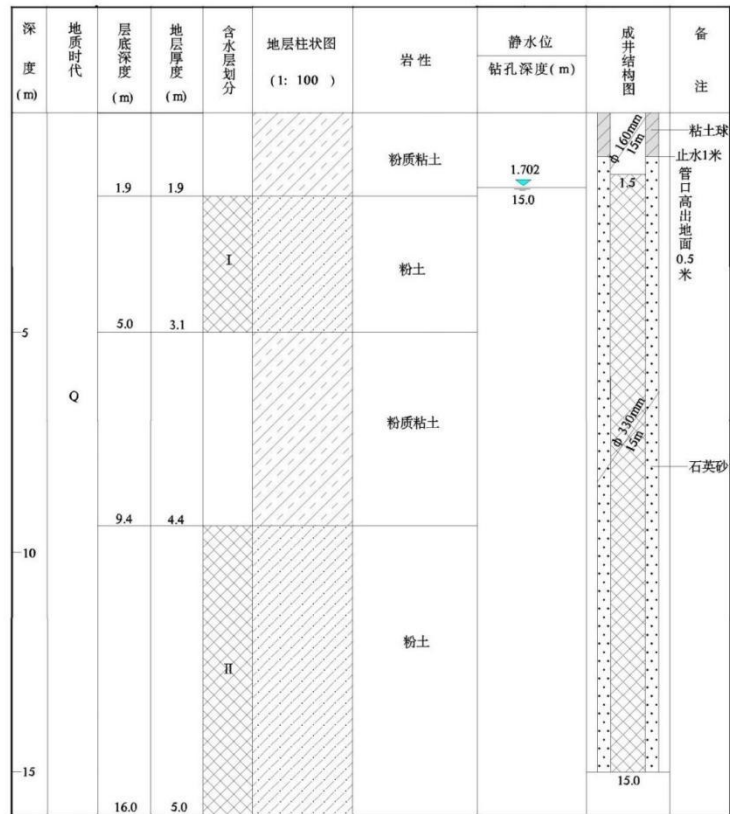 深度(m)
地质时代
层底深度(m)
地层厚度(m)
含水层划分
地层柱状图
(1: 100 )
岩 性
静水位
钻孔深度(m)
成井结构图
备注
粉质粘土
1.702
15.0
1.9
1.9
I
粉土
5
5.0
3.1
Q
粉质粘土
9.4
4.4
10
粉土
II
15
16.0
5.0
ф 160mm
15m
1.5
ф 330mm
15m
15.0
粘土球
止水1米
管口高出地面0.5米
石英砂